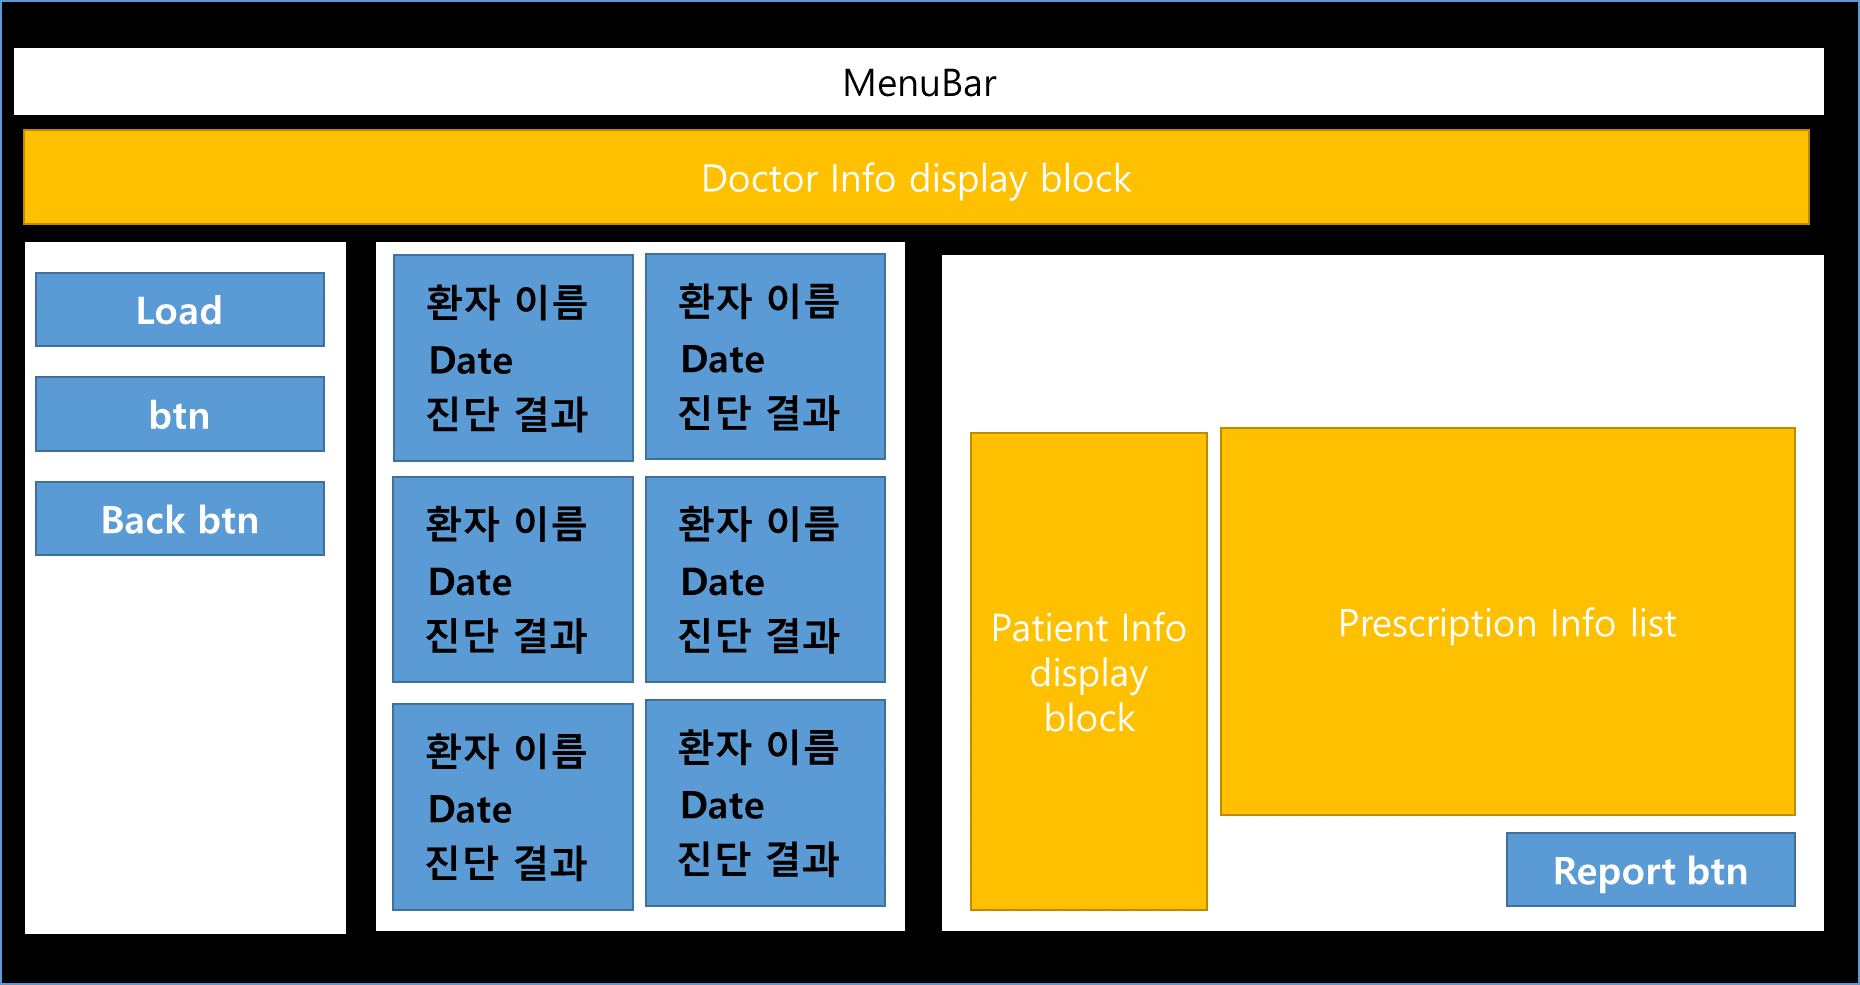 MenuBar
Doctor Info display block
Load
btn
Back btn
환자 이름
Date
진단 결과
환자 이름
Date
진단 결과
환자 이름
Date
진단 결과
환자 이름
Date
진단 결과
환자 이름
Date
진단 결과
환자 이름
Date
진단 결과
Patient Info
display
block
Prescription Info list
Report btn